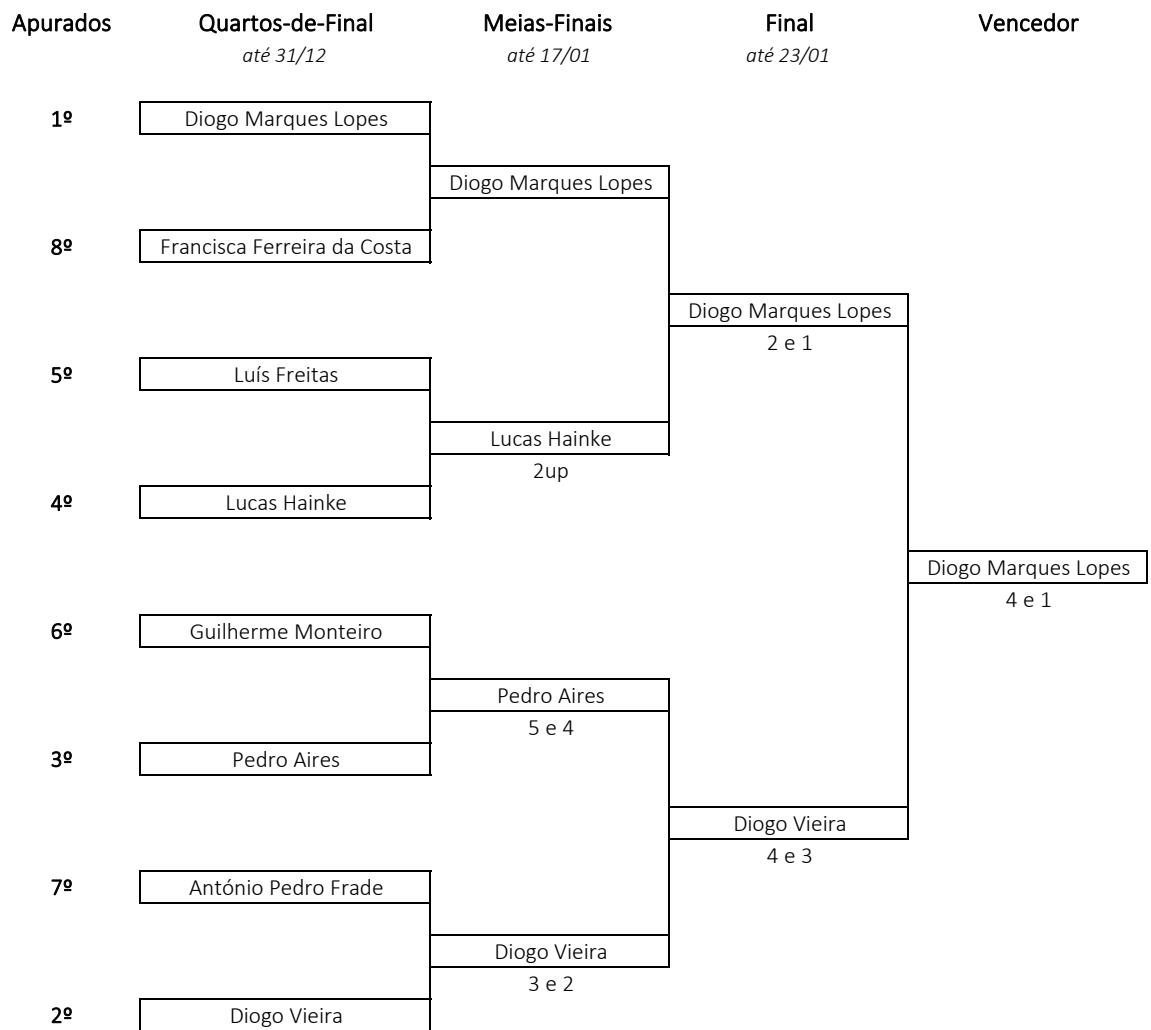 Apurados Quartos-de-Final Meias-Finais Final Vencedor
até 31/12 até 17/01 até 23/01
1º Diogo Marques Lopes
Diogo Marques Lopes
8º Francisca Ferreira da Costa
Diogo Marques Lopes
2 e 1
5º Luís Freitas
Lucas Hainke
2up
4º Lucas Hainke
Diogo Marques Lopes
4 e 1
6º Guilherme Monteiro
Pedro Aires
5 e 4
3º Pedro Aires
Diogo Vieira
4 e 3
7º António Pedro Frade
Diogo Vieira
3 e 2
2º Diogo Vieira